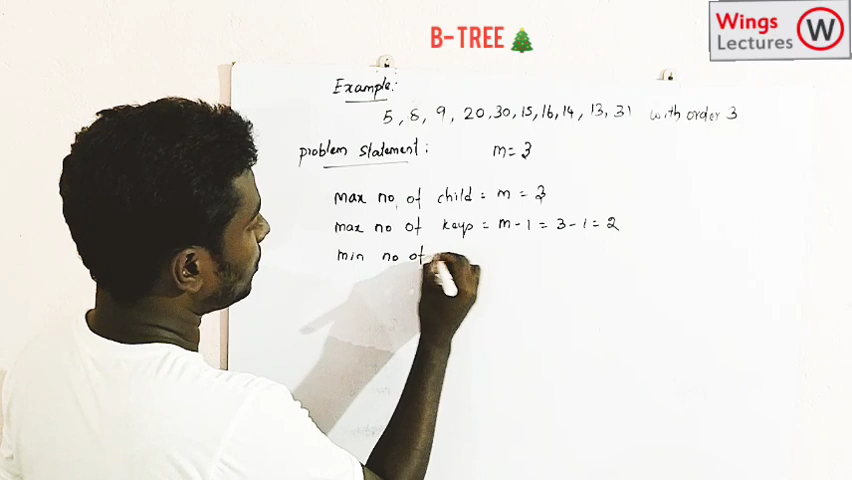 B-TREE
Wings
Lectures W
Example:
5, 8, 9, 20, 30, 15, 16, 14, 13, 31 with order 3
problem statement: m=3
max no. of child = m = 3
max no of keys = m-1 = 3-1 = 2
min no of